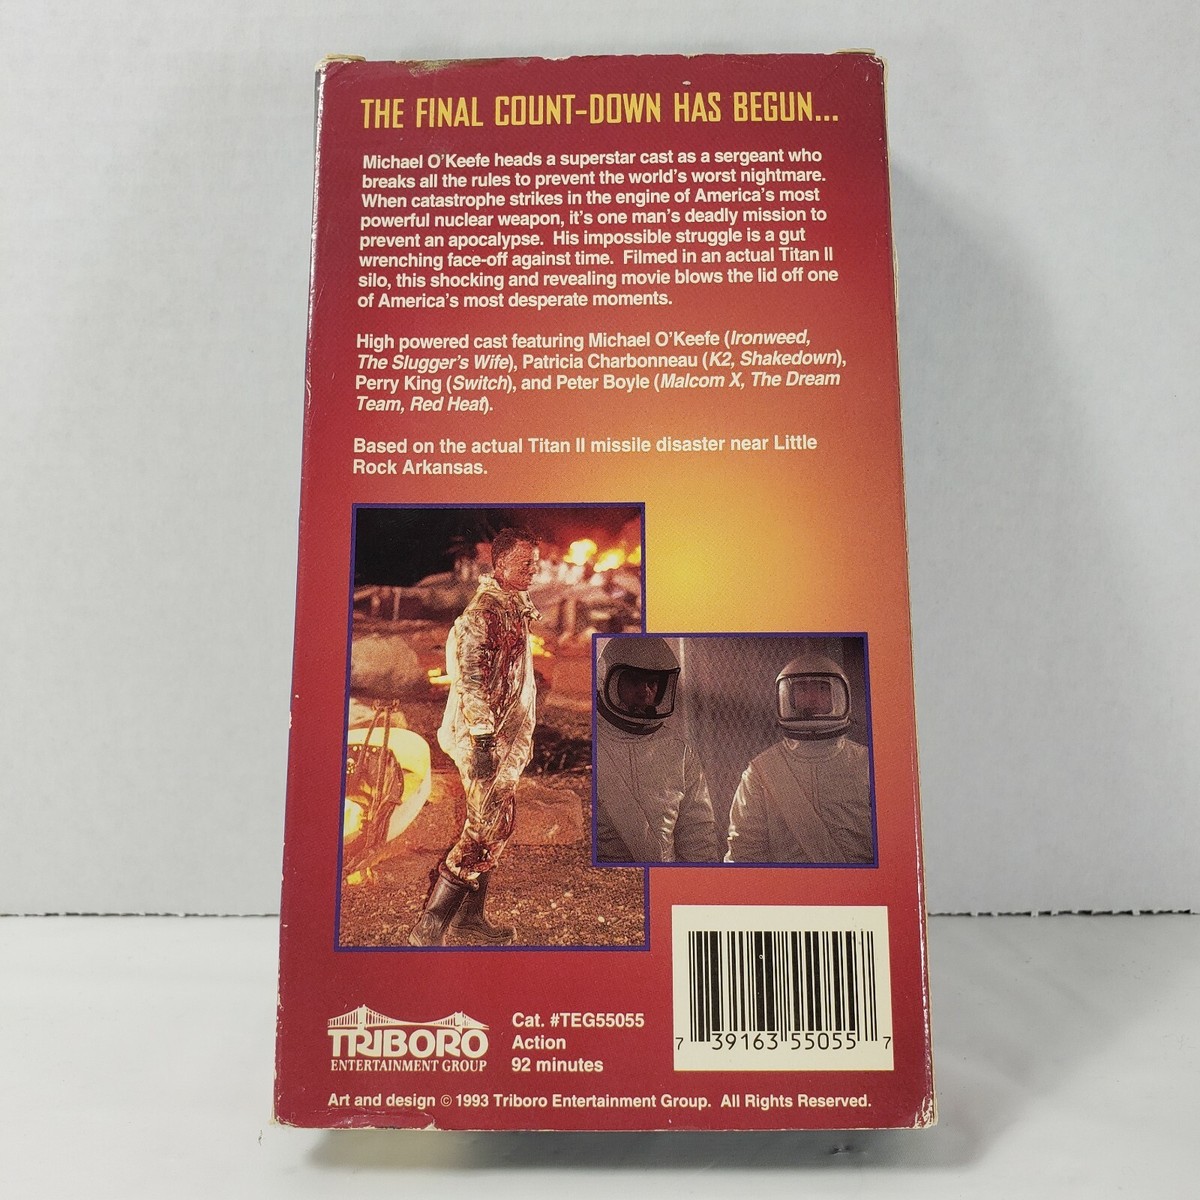 THE FINAL COUNT-DOWN HAS BEGUN...
Michael O'Keefe heads a superstar cast as a sergeant who
breaks all the rules to prevent the world's worst nightmare.
When catastrophe strikes in the engine of America's most
powerful nuclear weapon, it's one man's deadly mission to
prevent an apocalypse. His impossible struggle is a gut
wrenching face-off against time. Filmed in an actual Titan II
silo, this shocking and revealing movie blows the lid off one
of America's most desperate moments.
High powered cast featuring Michael O'Keefe (Ironweed,
The Slugger's Wife), Patricia Charbonneau (K2, Shakedown),
Perry King (Switch), and Peter Boyle (Malcom X, The Dream
Team, Red Heat).
Based on the actual Titan II missile disaster near Little
Rock Arkansas.
TRIBORO
ENTERTAINMENT GROUP
Cat. #TEG55055
Action
92 minutes
7 39163 55055 7
Art and design © 1993 Triboro Entertainment Group. All Rights Reserved.